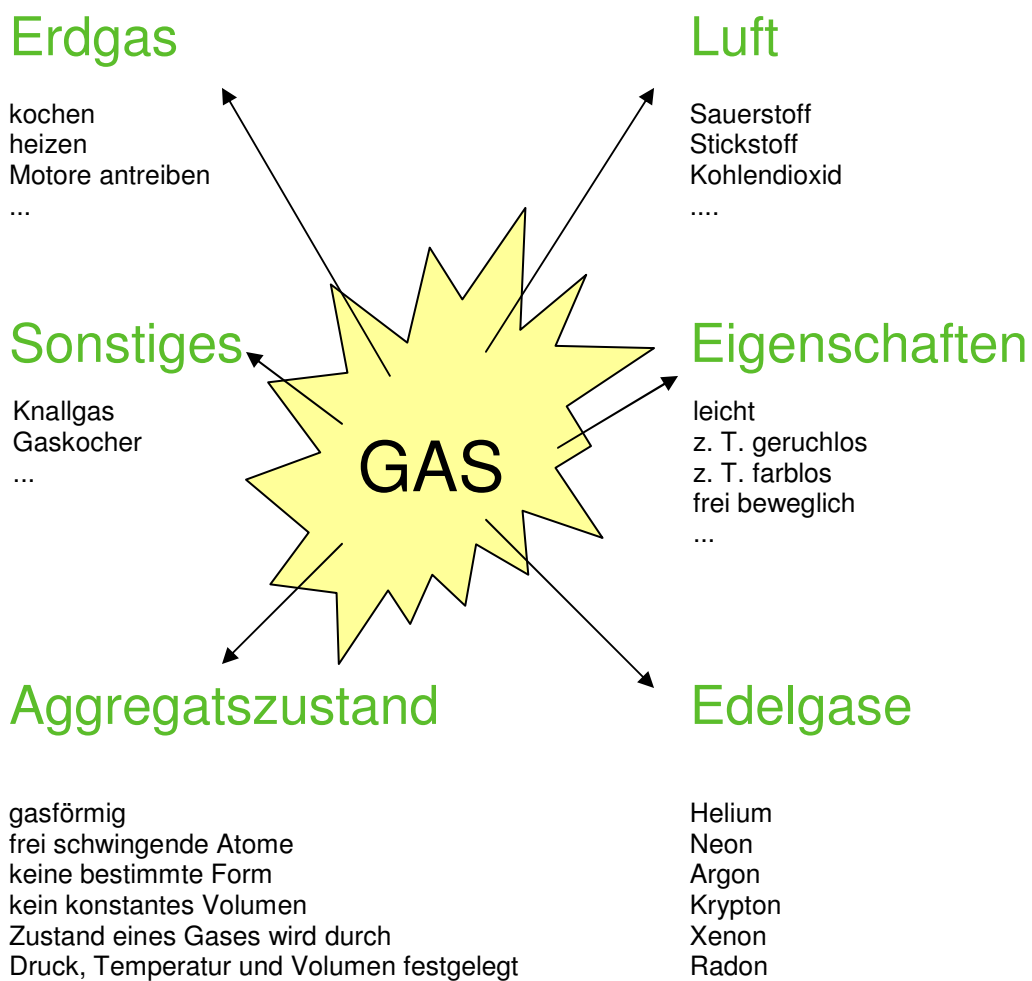 Erdgas
kochen
heizen
Motore antreiben
...
Luft
Sauerstoff
Stickstoff
Kohlendioxid
....
Sonstiges
Knallgas
Gaskocher
...
GAS
Eigenschaften
leicht
z. T. geruchlos
z. T. farblos
frei beweglich
...
Aggregatszustand
gasförmig
frei schwingende Atome
keine bestimmte Form
kein konstantes Volumen
Zustand eines Gases wird durch
Druck, Temperatur und Volumen festgelegt
Edelgase
Helium
Neon
Argon
Krypton
Xenon
Radon